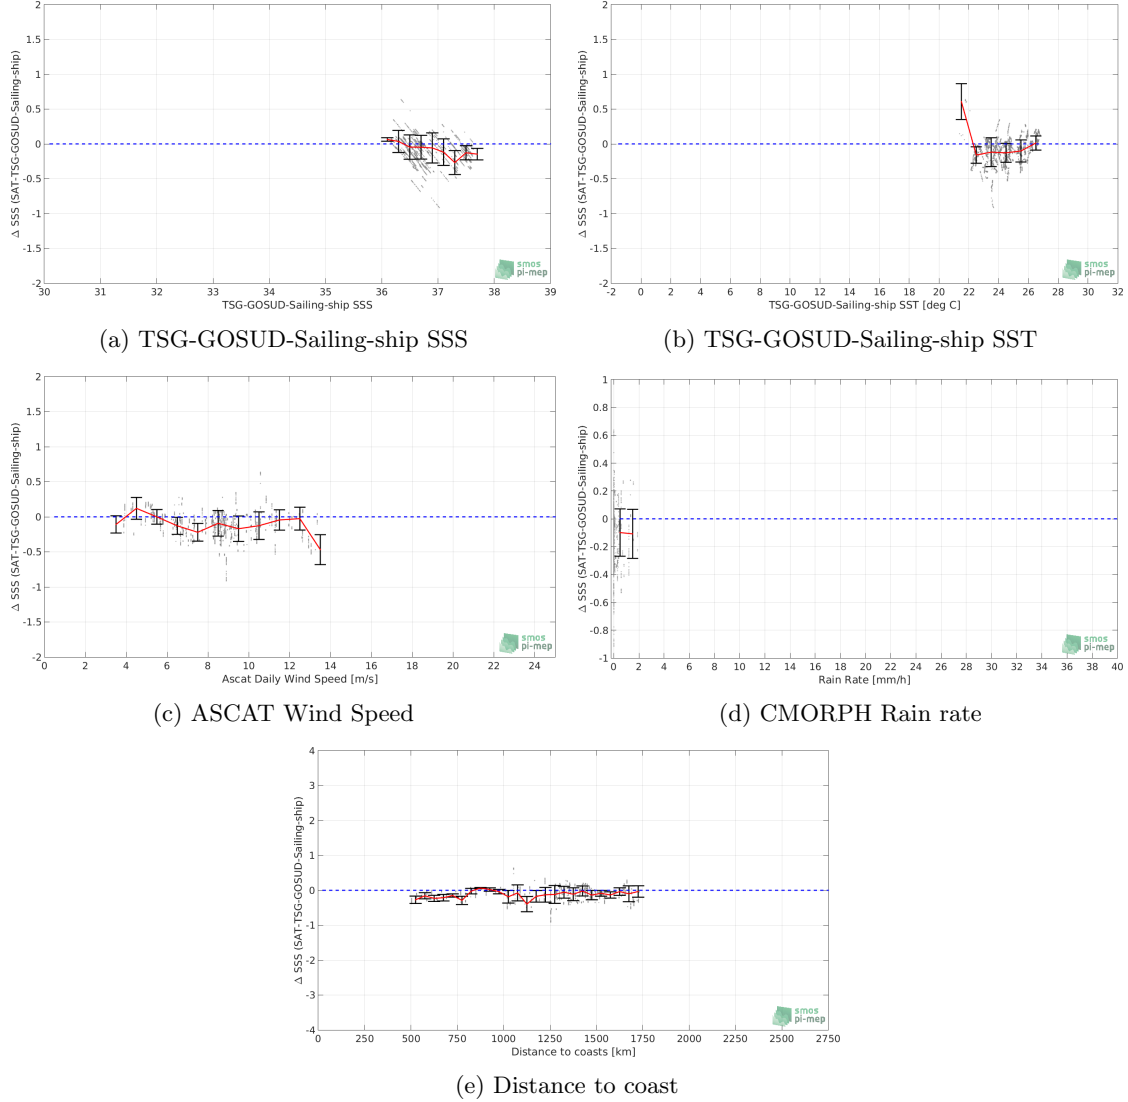 2
1.5
1
0.5
0
-0.5
-1
-1.5
-2
Δ SSS (SAT-TSG-GOSUD-Sailing-ship)
30 31 32 33 34 35 36 37 38 39
TSG-GOSUD-Sailing-ship SSS
smos
pi-mep
(a) TSG-GOSUD-Sailing-ship SSS
2
1.5
1
0.5
0
-0.5
-1
-1.5
-2
Δ SSS (SAT-TSG-GOSUD-Sailing-ship)
-2 0 2 4 6 8 10 12 14 16 18 20 22 24 26 28 30 32
TSG-GOSUD-Sailing-ship SST [deg C]
smos
pi-mep
(b) TSG-GOSUD-Sailing-ship SST
2
1.5
1
0.5
0
-0.5
-1
-1.5
-2
Δ SSS (SAT-TSG-GOSUD-Sailing-ship)
0 2 4 6 8 10 12 14 16 18 20 22 24
Ascat Daily Wind Speed [m/s]
smos
pi-mep
(c) ASCAT Wind Speed
1
0.8
0.6
0.4
0.2
0
-0.2
-0.4
-0.6
-0.8
-1
Δ SSS (SAT-TSG-GOSUD-Sailing-ship)
0 2 4 6 8 10 12 14 16 18 20 22 24 26 28 30 32 34 36 38 40
Rain Rate [mm/h]
smos
pi-mep
(d) CMORPH Rain rate
4
3
2
1
0
-1
-2
-3
-4
Δ SSS (SAT-TSG-GOSUD-Sailing-ship)
0 250 500 750 1000 1250 1500 1750 2000 2250 2500 2750
Distance to coasts [km]
smos
pi-mep
(e) Distance to coast